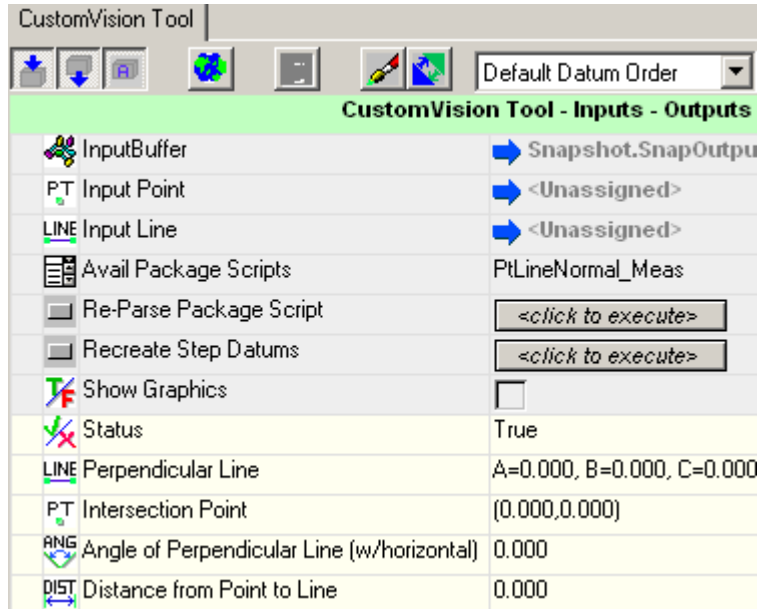 CustomVision Tool
A
Default Datum Order
CustomVision Tool - Inputs - Outputs
InputBuffer Snapshot.SnapOutpu
PT Input Point <Unassigned>
LINE Input Line <Unassigned>
Avail Package Scripts PtLineNormal_Meas
Re-Parse Package Script <click to execute>
Recreate Step Datums <click to execute>
T/F Show Graphics
Status True
LINE Perpendicular Line A=0.000, B=0.000, C=0.000
PT Intersection Point (0.000,0.000)
ANG Angle of Perpendicular Line (w/horizontal) 0.000
DIST Distance from Point to Line 0.000